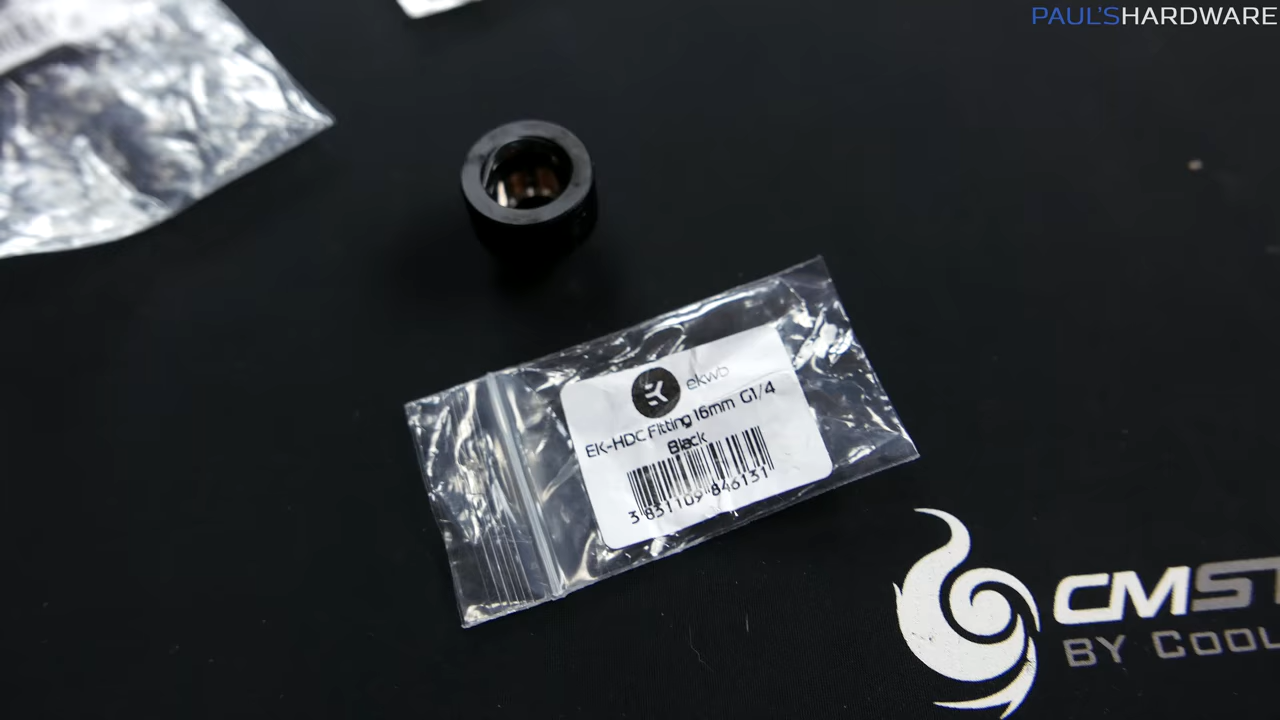 PAUL'SHARDWARE
ekwb
EK-HDC Fitting 16mm G1/4
Black
3 831109 846131
CMST
BY COOL